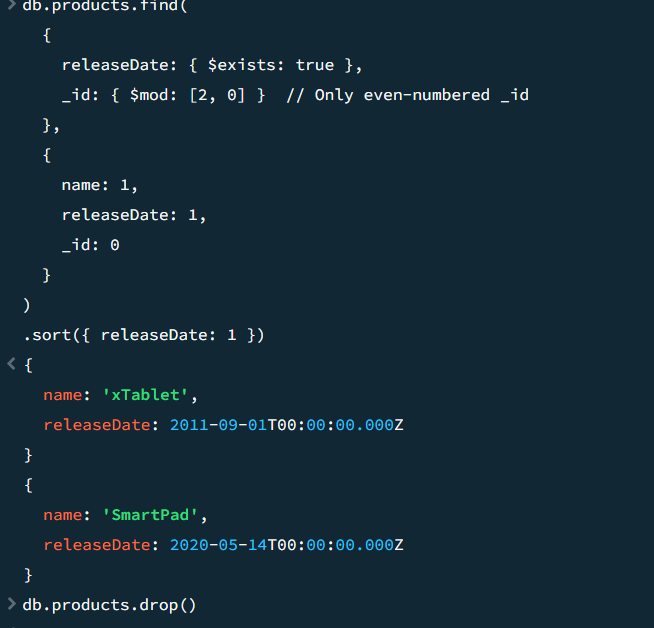 db.products.find(
{
releaseDate: { $exists: true },
_id: { $mod: [2, 0] }  // Only even-numbered _id
},
{
name: 1,
releaseDate: 1,
_id: 0
}
)
.sort({ releaseDate: 1 })
{
name: 'xTablet',
releaseDate: 2011-09-01T00:00:00.000Z
}
{
name: 'SmartPad',
releaseDate: 2020-05-14T00:00:00.000Z
}
db.products.drop()